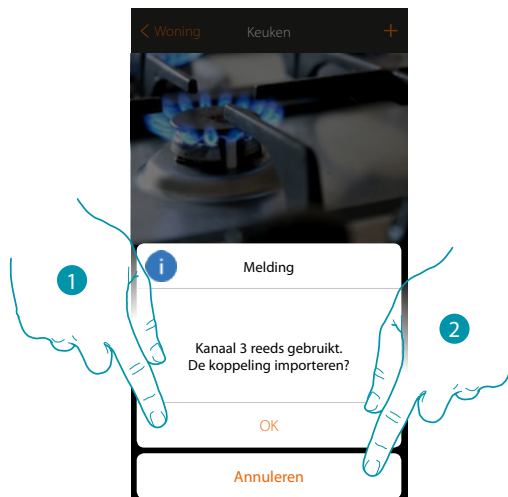 < Woning Keuken +
i Melding
1
Kanaal 3 reeds gebruikt.
De koppeling importeren?
2
OK
Annuleren